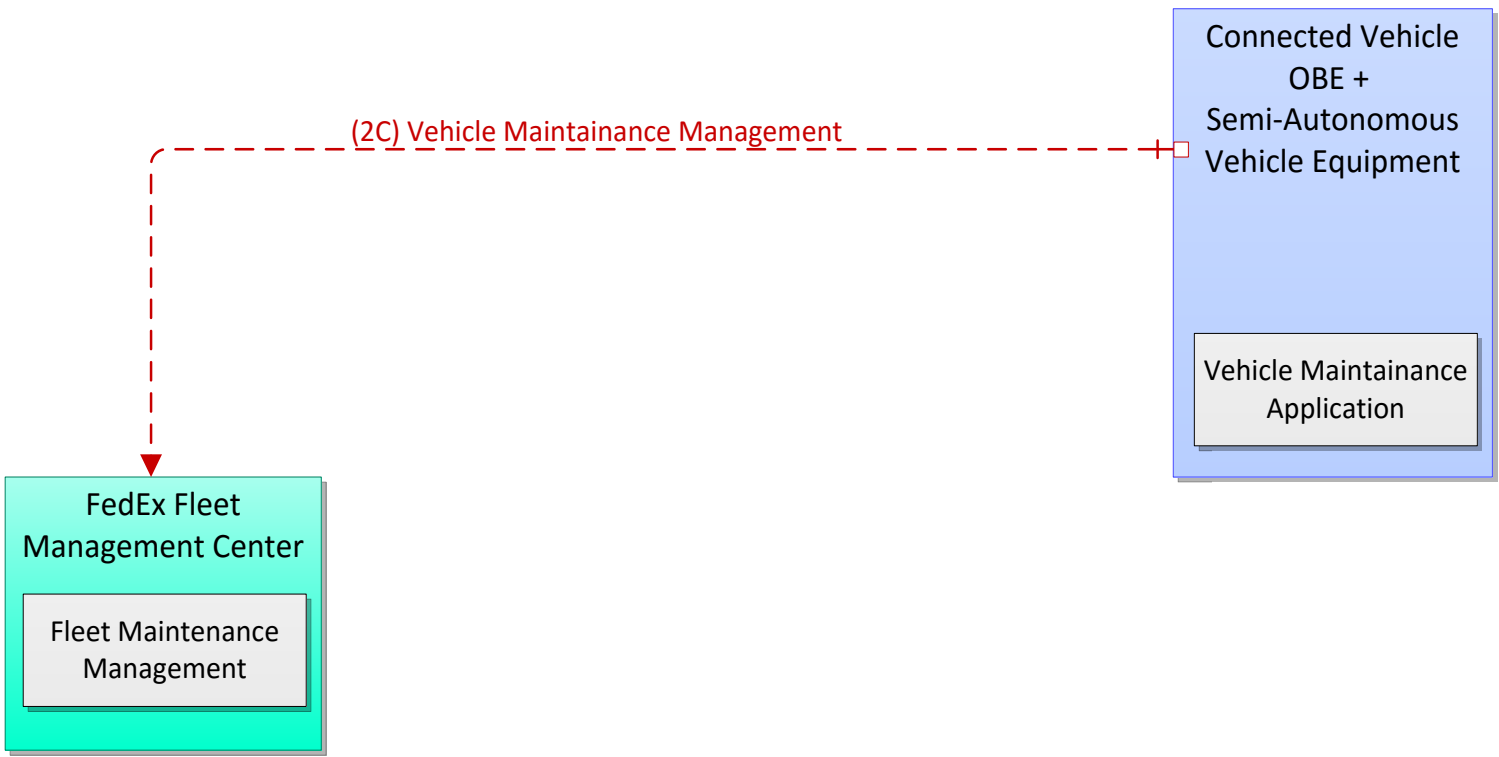 Connected Vehicle
OBE +
Semi-Autonomous
Vehicle Equipment
(2C) Vehicle Maintainance Management
Vehicle Maintainance
Application
FedEx Fleet
Management Center
Fleet Maintenance
Management